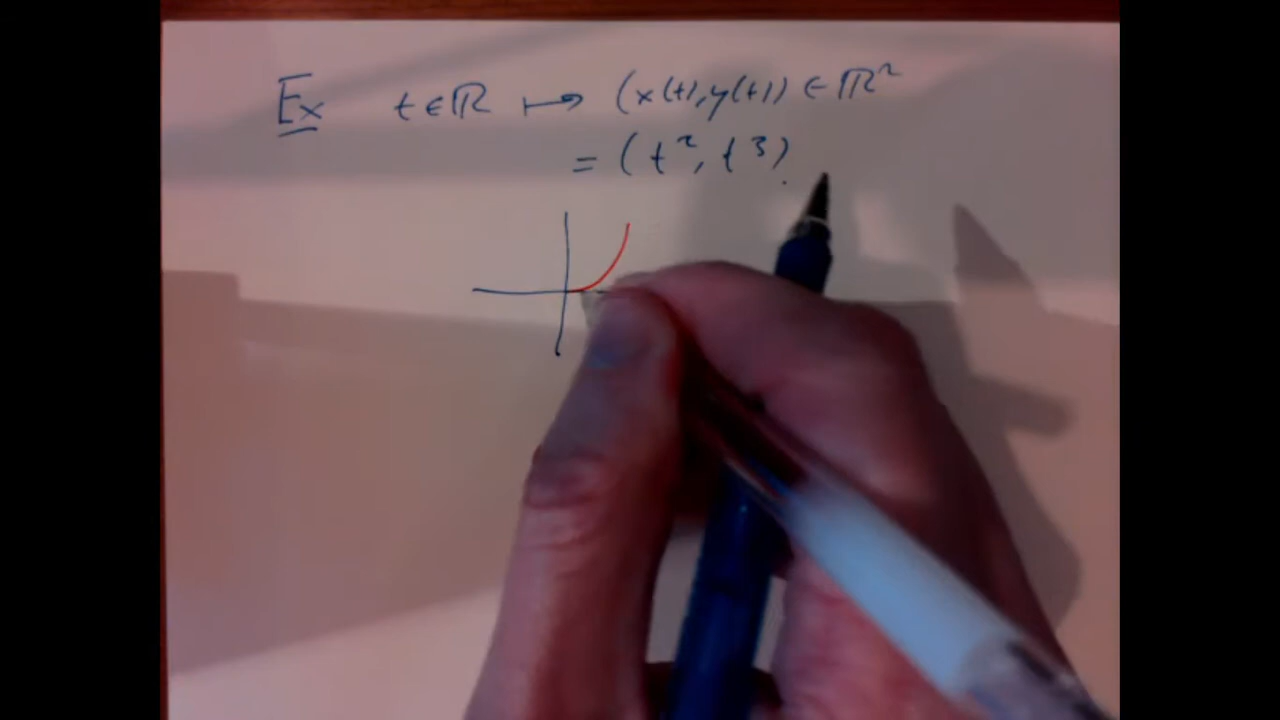 Ex t ∈ ℝ ↦ (x(t), y(t)) ∈ ℝ²
= (t², t³)